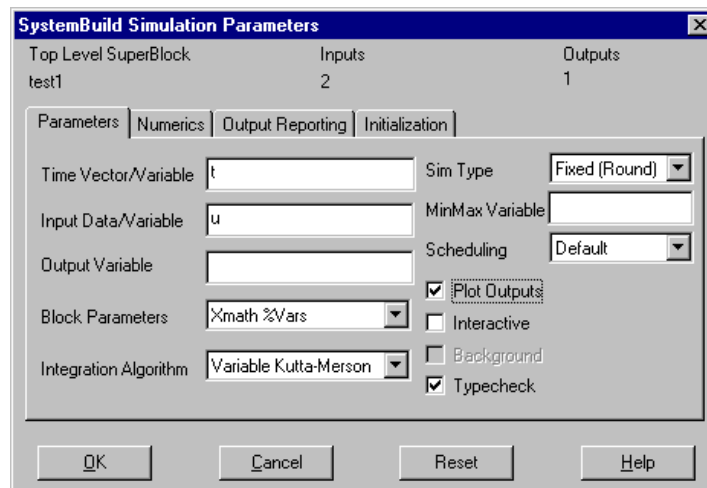 SystemBuild Simulation Parameters
Top Level SuperBlock Inputs Outputs
test1 2 1
Parameters Numerics Output Reporting Initialization
Time Vector/Variable t Sim Type Fixed (Round)
Input Data/Variable u MinMax Variable
Output Variable Scheduling Default
Plot Outputs
Block Parameters Xmath %Vars Interactive
Background
Integration Algorithm Variable Kutta-Merson Typecheck
OK Cancel Reset Help